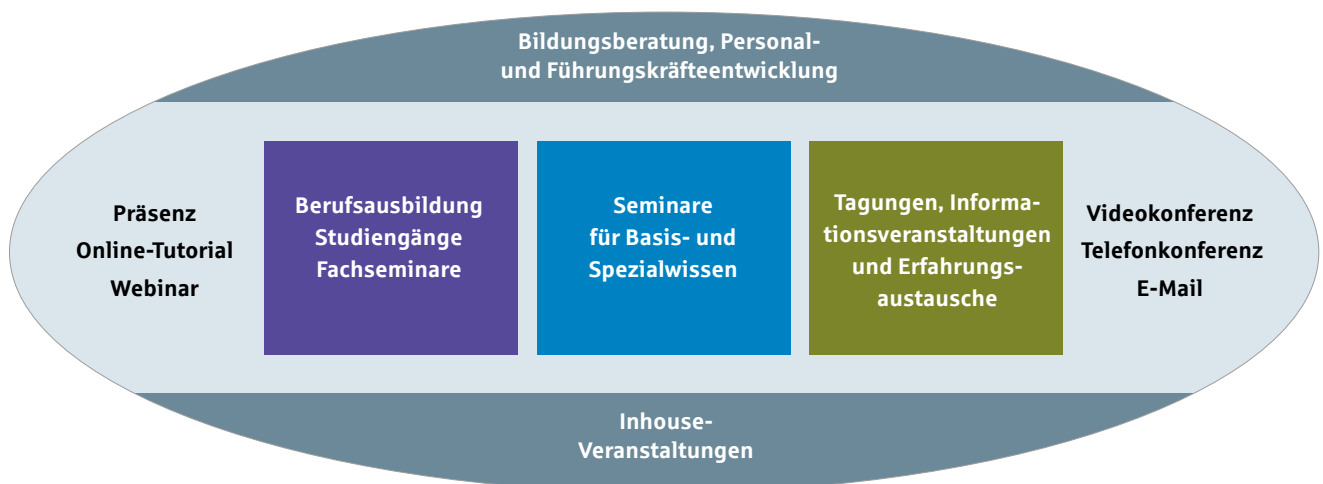 Bildungsberatung, Personal-
und Führungskräfteentwicklung
Präsenz
Online-Tutorial
Webinar
Berufsausbildung
Studiengänge
Fachseminare
Seminare
für Basis- und
Spezialwissen
Tagungen, Informa-
tionsveranstaltungen
und Erfahrungs-
austausche
Videokonferenz
Telefonkonferenz
E-Mail
Inhouse-
Veranstaltungen